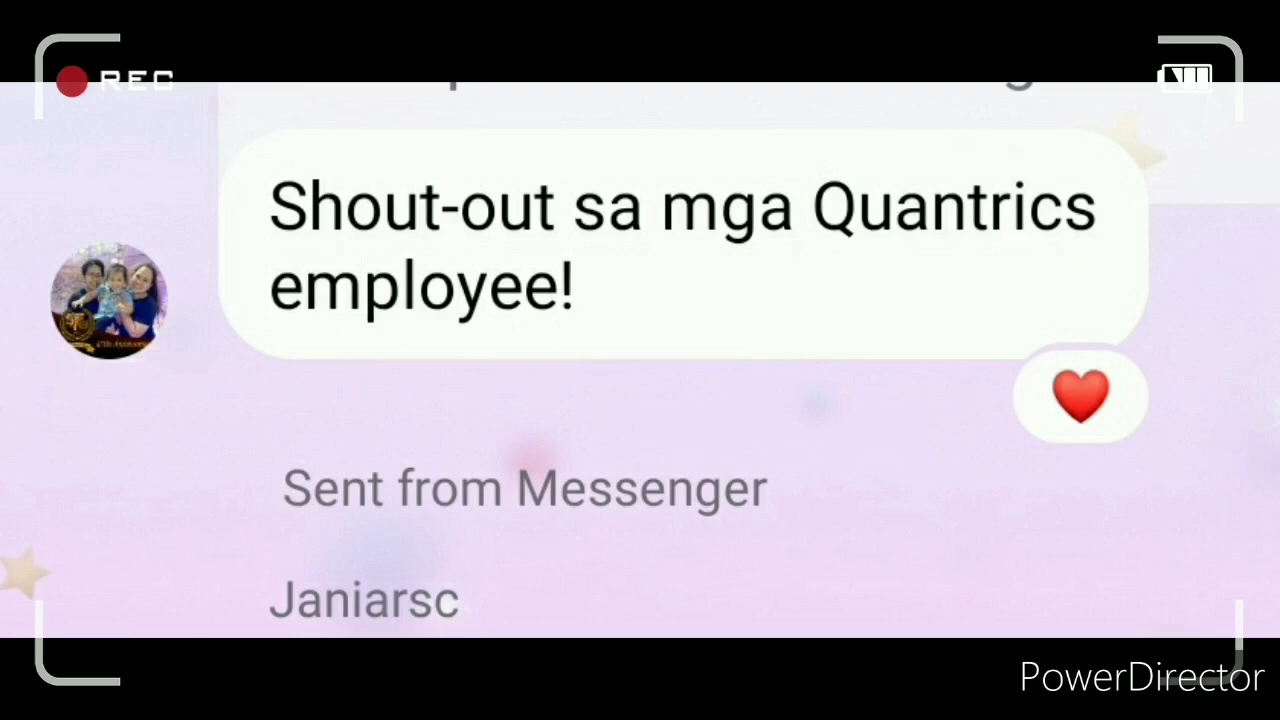 REC
Shout-out sa mga Quantrics
employee!
Sent from Messenger
Janiarsc
PowerDirector